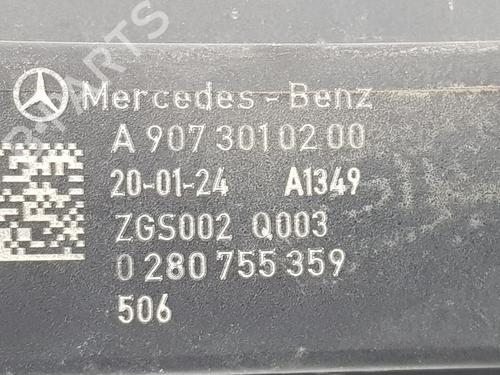 Mercedes-Benz
A 907 301 02 00
20-01-24 A1349
ZGS002 Q003
0 280 755 359
506